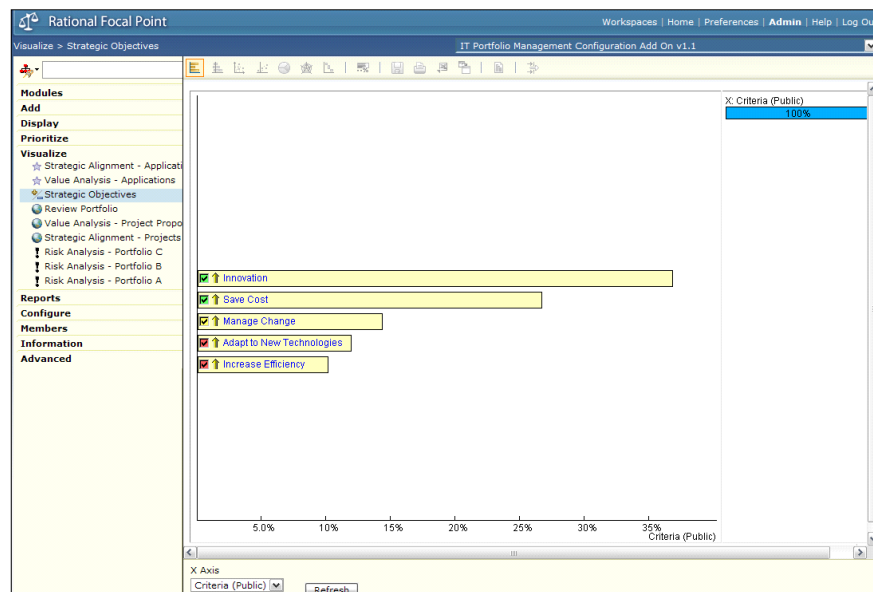 Rational Focal Point
Workspaces | Home | Preferences | Admin | Help | Log Ou
Visualize > Strategic Objectives
IT Portfolio Management Configuration Add On v1.1
Modules
Add
Display
Prioritize
Visualize
Strategic Alignment - Applicati
Value Analysis - Applications
Strategic Objectives
Review Portfolio
Value Analysis - Project Propo
Strategic Alignment - Projects
Risk Analysis - Portfolio C
Risk Analysis - Portfolio B
Risk Analysis - Portfolio A
Reports
Configure
Members
Information
Advanced
X: Criteria (Public)
100%
Innovation
Save Cost
Manage Change
Adapt to New Technologies
Increase Efficiency
5.0% 10% 15% 20% 25% 30% 35%
Criteria (Public)
X Axis
Criteria (Public)
Refresh